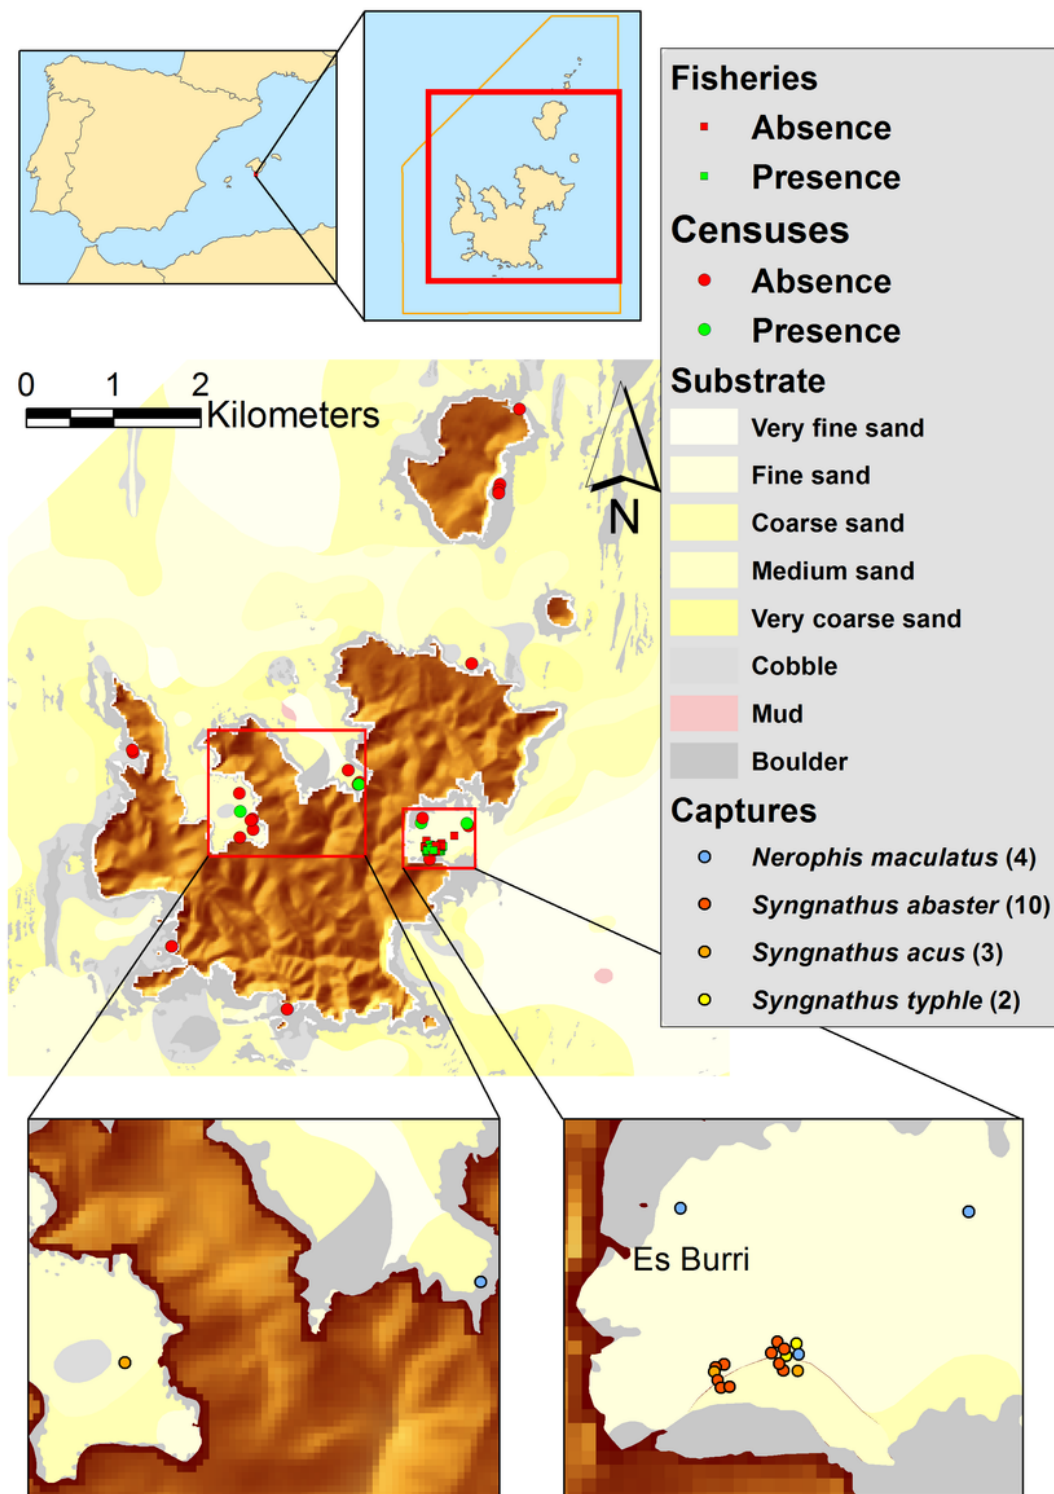 Fisheries
Absence
Presence
Censuses
Absence
Presence
Substrate
Very fine sand
Fine sand
Coarse sand
Medium sand
Very coarse sand
Cobble
Mud
Boulder
Captures
Nerophis maculatus (4)
Syngnathus abaster (10)
Syngnathus acus (3)
Syngnathus typhle (2)
0 1 2
Kilometers
N
Es Burri